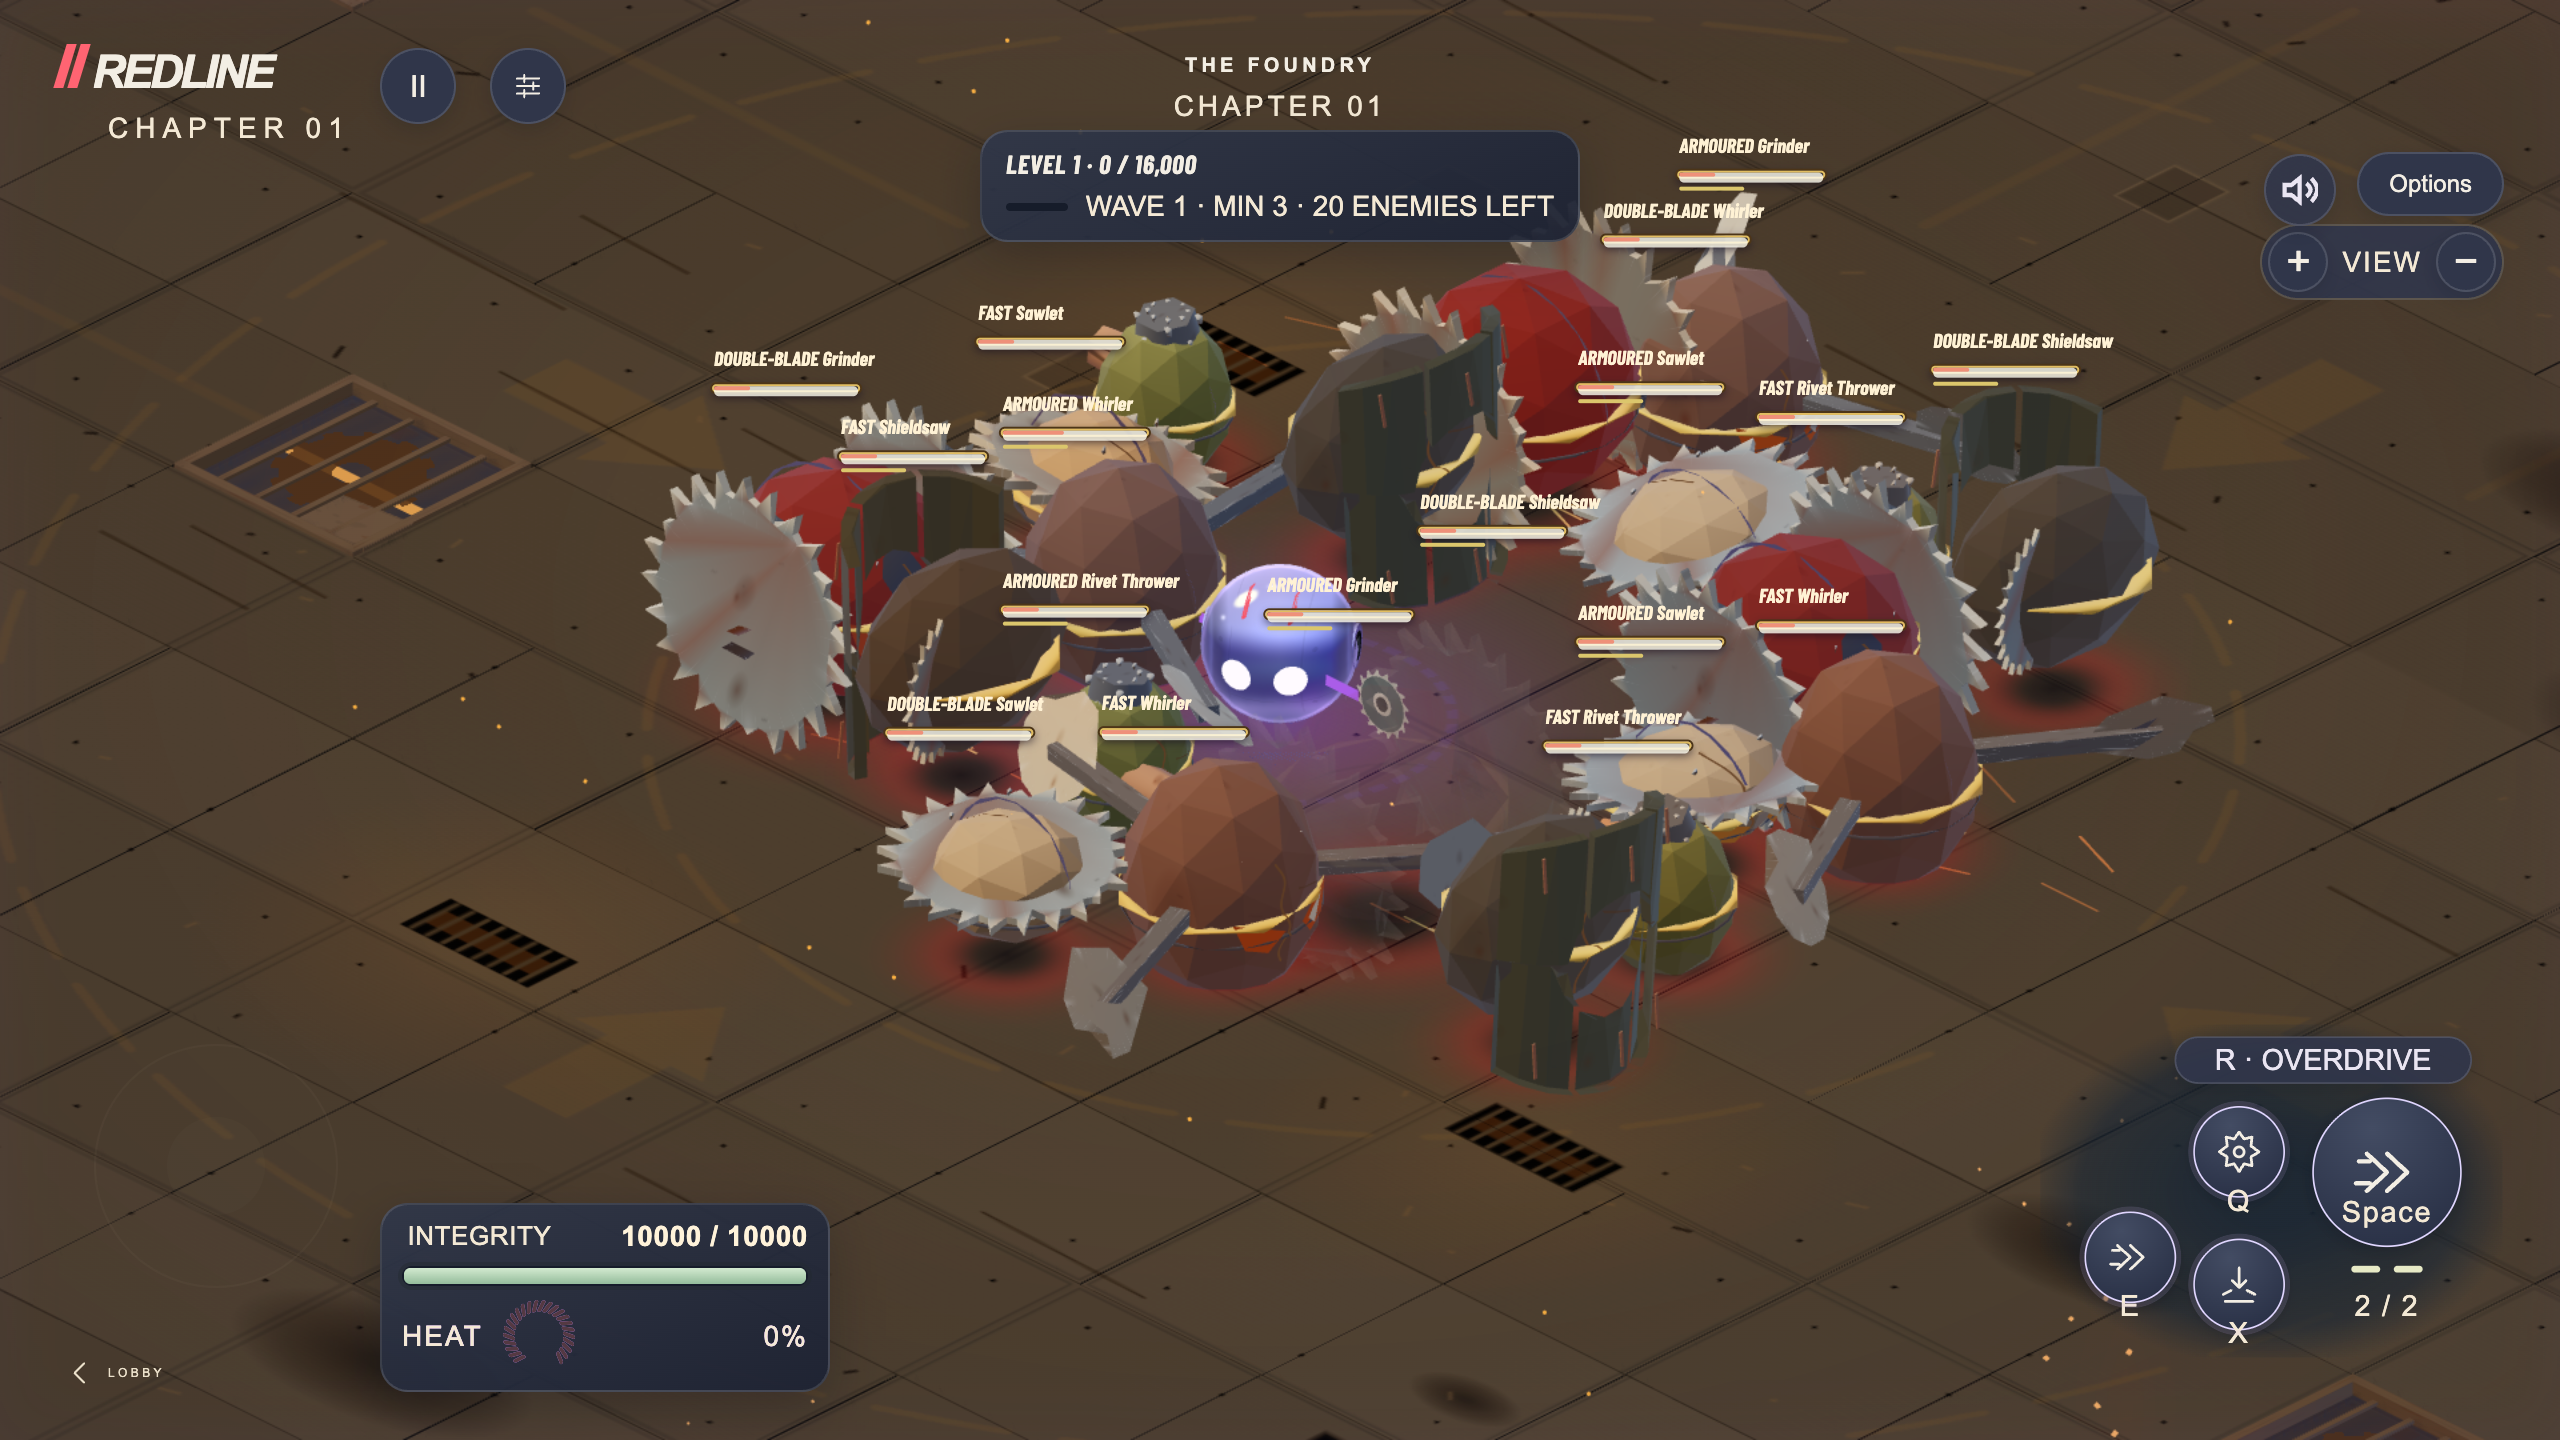 REDLINE
CHAPTER 01
THE FOUNDRY
CHAPTER 01
LEVEL 1 · 0 / 16,000
WAVE 1 · MIN 3 · 20 ENEMIES LEFT
Options
+ VIEW −
ARMOURED Grinder
DOUBLE-BLADE Whirler
FAST Sawlet
DOUBLE-BLADE Shieldsaw
DOUBLE-BLADE Grinder
ARMOURED Sawlet
FAST Rivet Thrower
ARMOURED Whirler
FAST Shieldsaw
DOUBLE-BLADE Shieldsaw
ARMOURED Rivet Thrower
ARMOURED Grinder
FAST Whirler
ARMOURED Sawlet
DOUBLE-BLADE Sawlet
FAST Whirler
FAST Rivet Thrower
R · OVERDRIVE
Q
Space
E
X
2 / 2
INTEGRITY 10000 / 10000
HEAT 0%
LOBBY